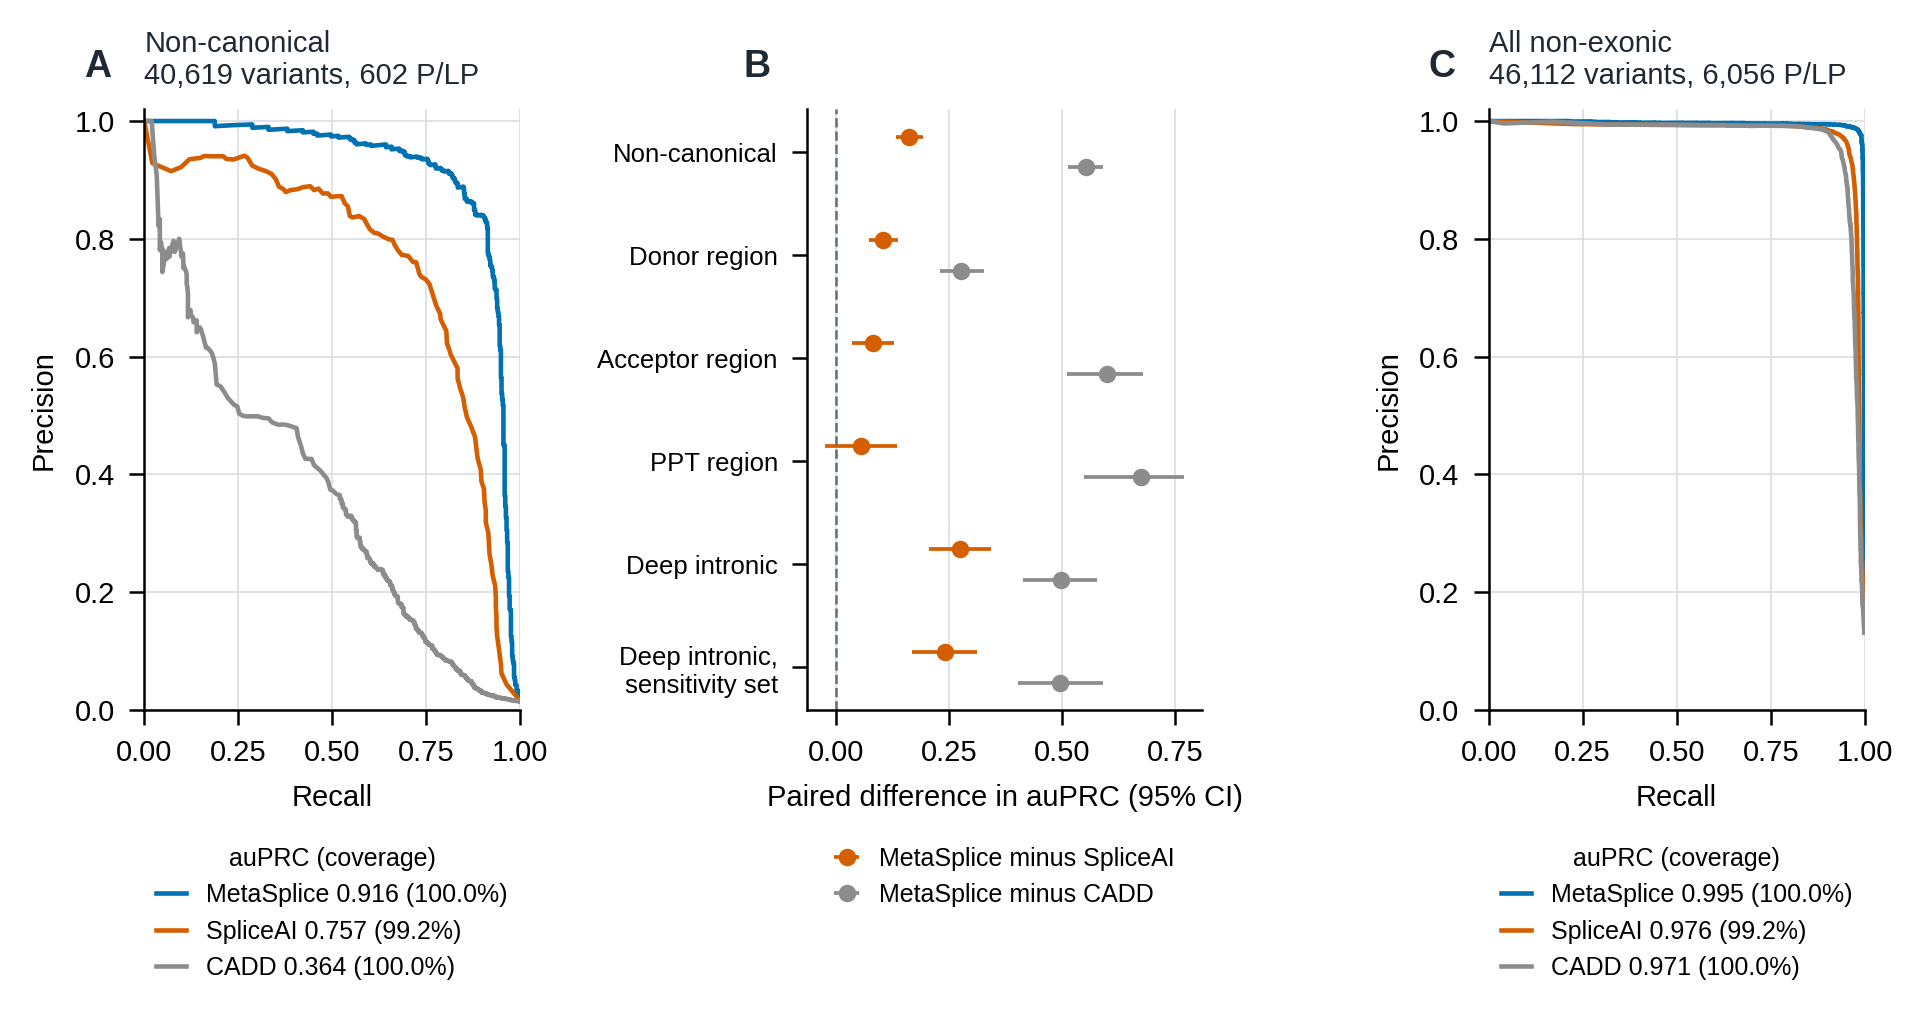 A
Non-canonical
40,619 variants, 602 P/LP
1.0
0.8
0.6
0.4
0.2
0.0
Precision
0.00 0.25 0.50 0.75 1.00
Recall
auPRC (coverage)
MetaSplice 0.916 (100.0%)
SpliceAI 0.757 (99.2%)
CADD 0.364 (100.0%)
B
Non-canonical
Donor region
Acceptor region
PPT region
Deep intronic
Deep intronic,
sensitivity set
0.00 0.25 0.50 0.75
Paired difference in auPRC (95% CI)
MetaSplice minus SpliceAI
MetaSplice minus CADD
C
All non-exonic
46,112 variants, 6,056 P/LP
1.0
0.8
0.6
0.4
0.2
0.0
Precision
0.00 0.25 0.50 0.75 1.00
Recall
auPRC (coverage)
MetaSplice 0.995 (100.0%)
SpliceAI 0.976 (99.2%)
CADD 0.971 (100.0%)